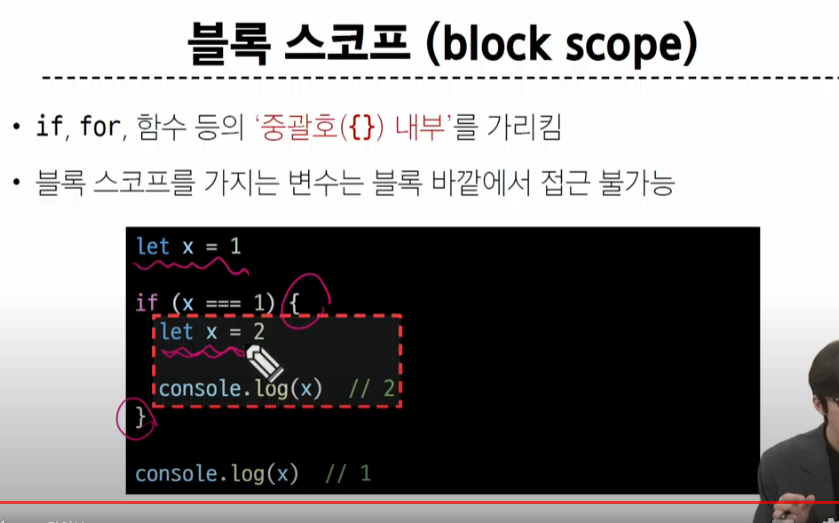 블록 스코프 (block scope)
• if, for, 함수 등의 ‘중괄호({}) 내부’를 가리킴
• 블록 스코프를 가지는 변수는 블록 바깥에서 접근 불가능
let x = 1
if (x === 1) {
let x = 2
console.log(x) // 2
}
console.log(x) // 1